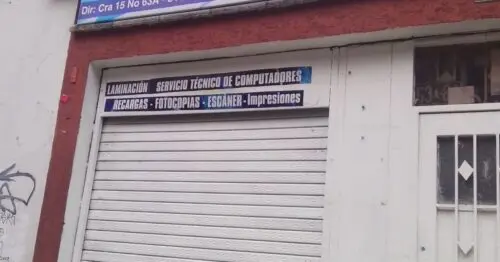 Dir: Cra 15 No 63A -
LAMINACIÓN SERVICIO TÉCNICO DE COMPUTADORES
RECARGAS - FOTOCOPIAS - ESCÁNER - Impresiones